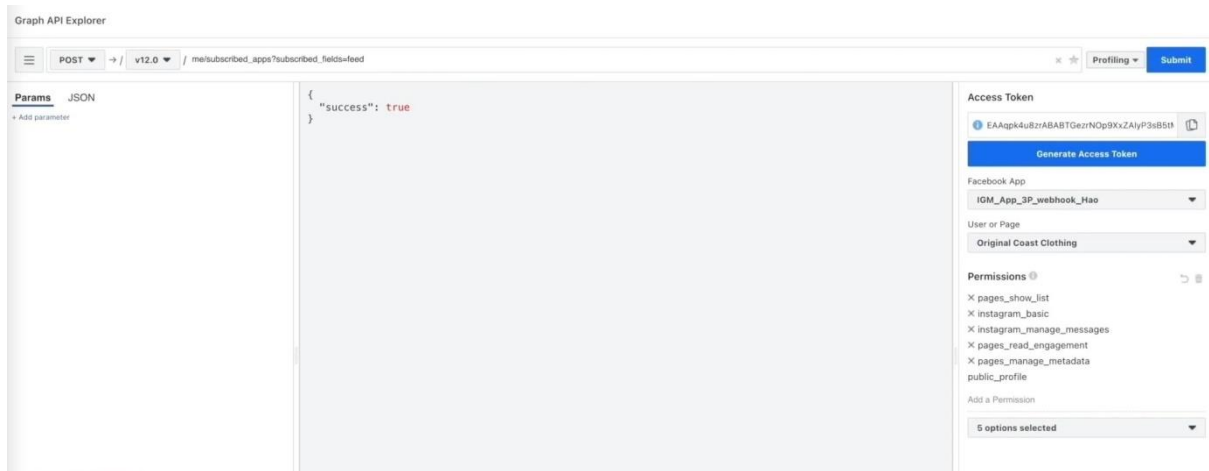 Graph API Explorer
POST → / v12.0 / me/subscribed_apps?subscribed_fields=feed × Profiling Submit
Params JSON
+ Add parameter
{
"success": true
}
Access Token
Generate Access Token
Facebook App
IGM_App_3P_webhook_Hao
User or Page
Original Coast Clothing
Permissions
× pages_show_list
× instagram_basic
× instagram_manage_messages
× pages_read_engagement
× pages_manage_metadata
public_profile
Add a Permission
5 options selected